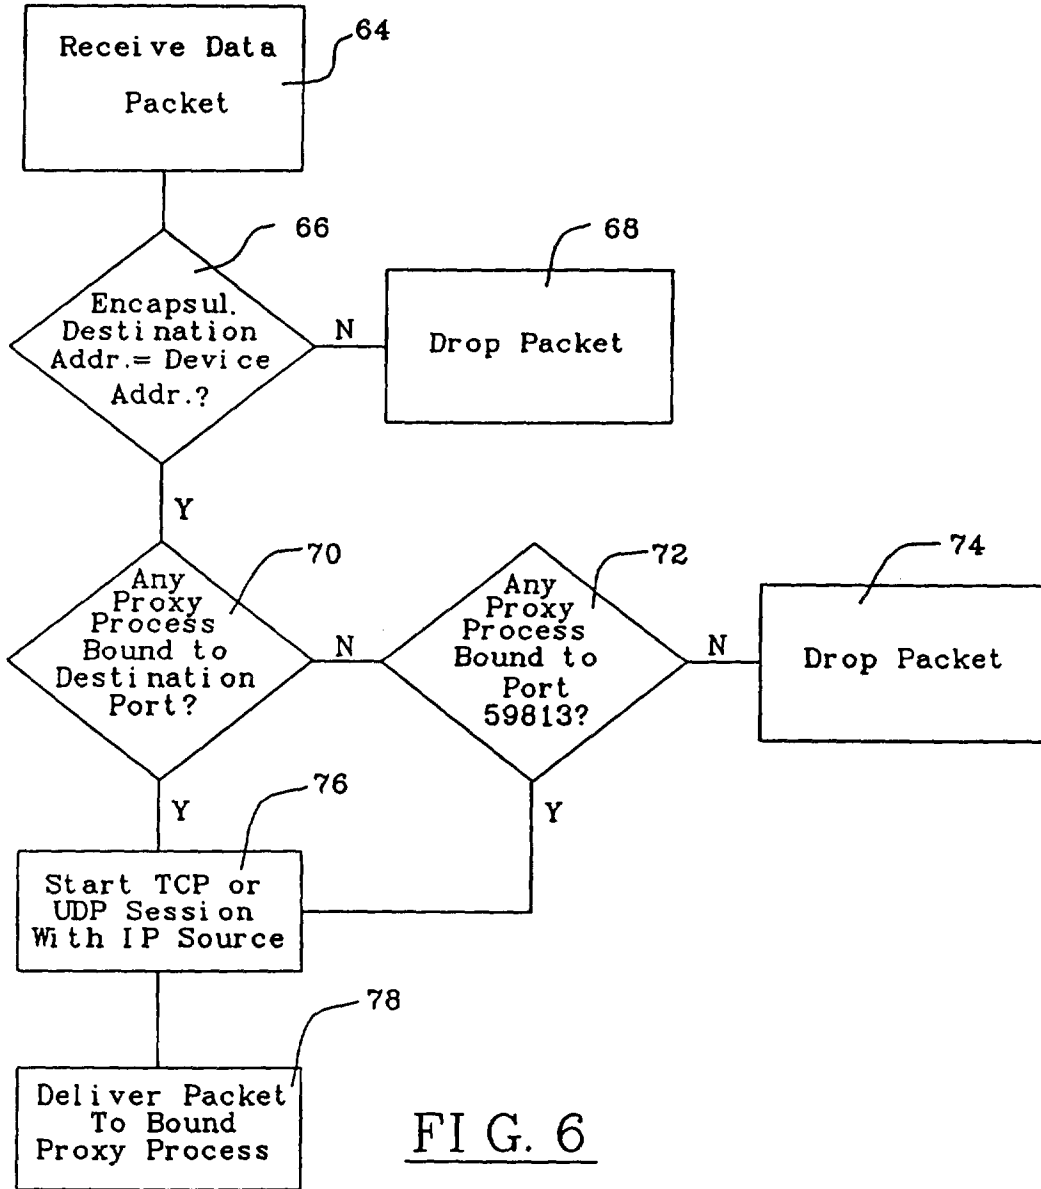 Receive Data
Packet
64
66
Encapsul.
Destination
Addr.= Device
Addr.?
N
68
Drop Packet
Y
70
Any
Proxy
Process
Bound to
Destination
Port?
N
72
Any
Proxy
Process
Bound to
Port
59813?
N
74
Drop Packet
Y
Y
76
Start TCP or
UDP Session
With IP Source
78
Deliver Packet
To Bound
Proxy Process
FIG. 6